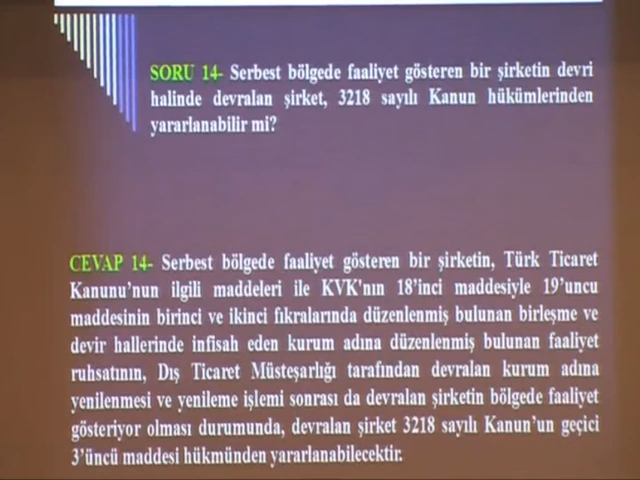 SORU 14- Serbest bölgede faaliyet gösteren bir şirketin devri
halinde devralan şirket, 3218 sayılı Kanun hükümlerinden
yararlanabilir mi?
CEVAP 14- Serbest bölgede faaliyet gösteren bir şirketin, Türk Ticaret
Kanunu’nun ilgili maddeleri ile KVK'nın 18’inci maddesiyle 19’uncu
maddesinin birinci ve ikinci fıkralarında düzenlenmiş bulunan birleşme ve
devir hallerinde infisah eden kurum adına düzenlenmiş bulunan faaliyet
ruhsatının, Dış Ticaret Müsteşarlığı tarafından devralan kurum adına
yenilenmesi ve yenileme işlemi sonrası da devralan şirketin bölgede faaliyet
gösteriyor olması durumunda, devralan şirket 3218 sayılı Kanun’un geçici
3’üncü maddesi hükmünden yararlanabilecektir.